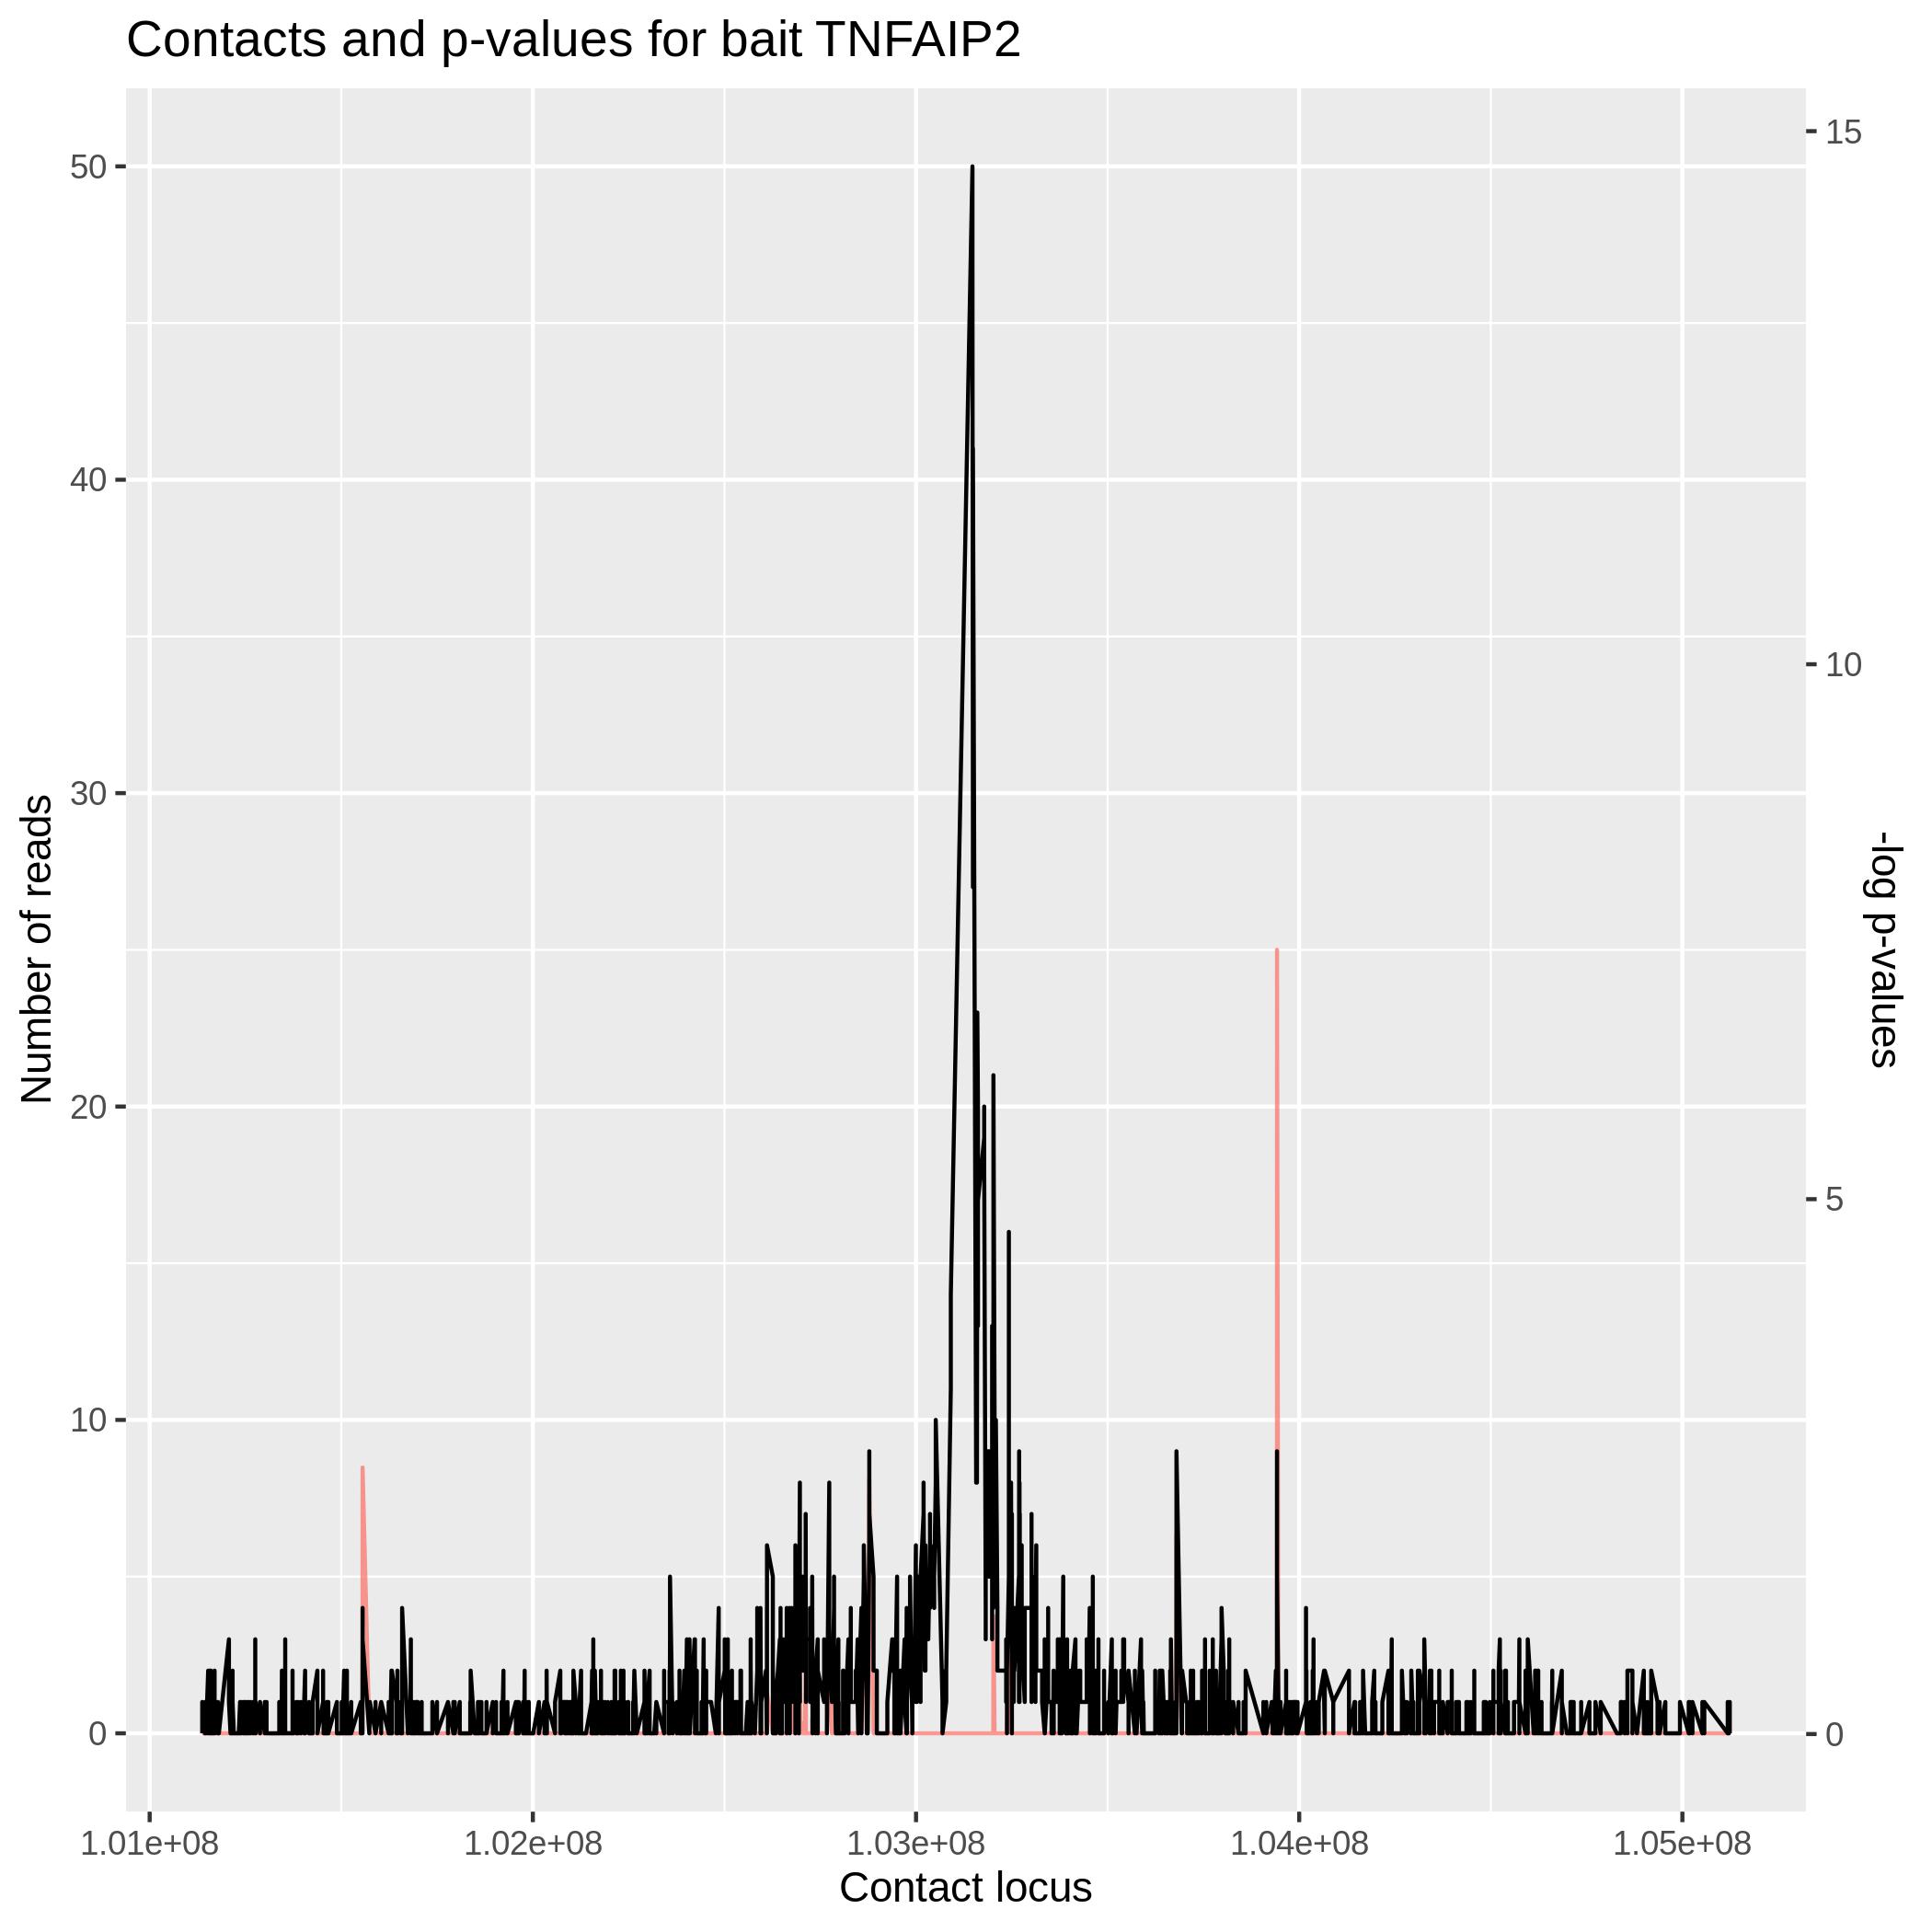 Contacts and p-values for bait TNFAIP2
50
40
30
20
10
0
Number of reads
15
10
5
0
-log p-values
1.01e+08
1.02e+08
1.03e+08
1.04e+08
1.05e+08
Contact locus